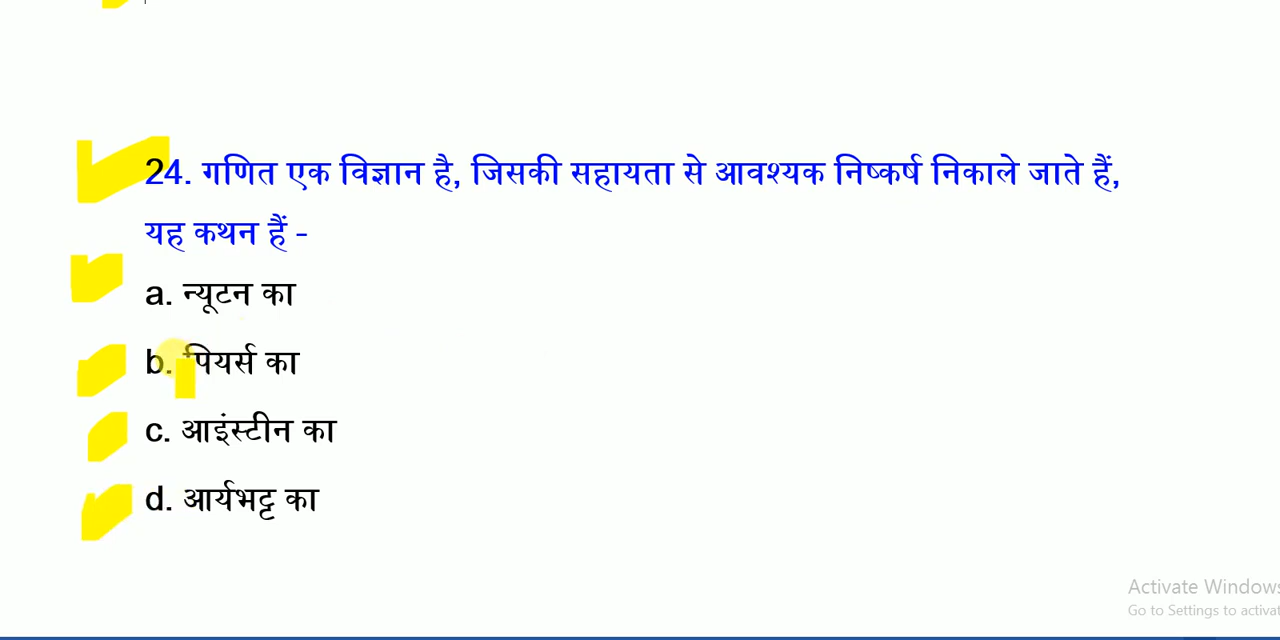 24. गणित एक विज्ञान है, जिसकी सहायता से आवश्यक निष्कर्ष निकाले जाते हैं,
यह कथन हैं -
a. न्यूटन का
b. पियर्स का
c. आइंस्टीन का
d. आर्यभट्ट का
Activate Windows
Go to Settings to activat